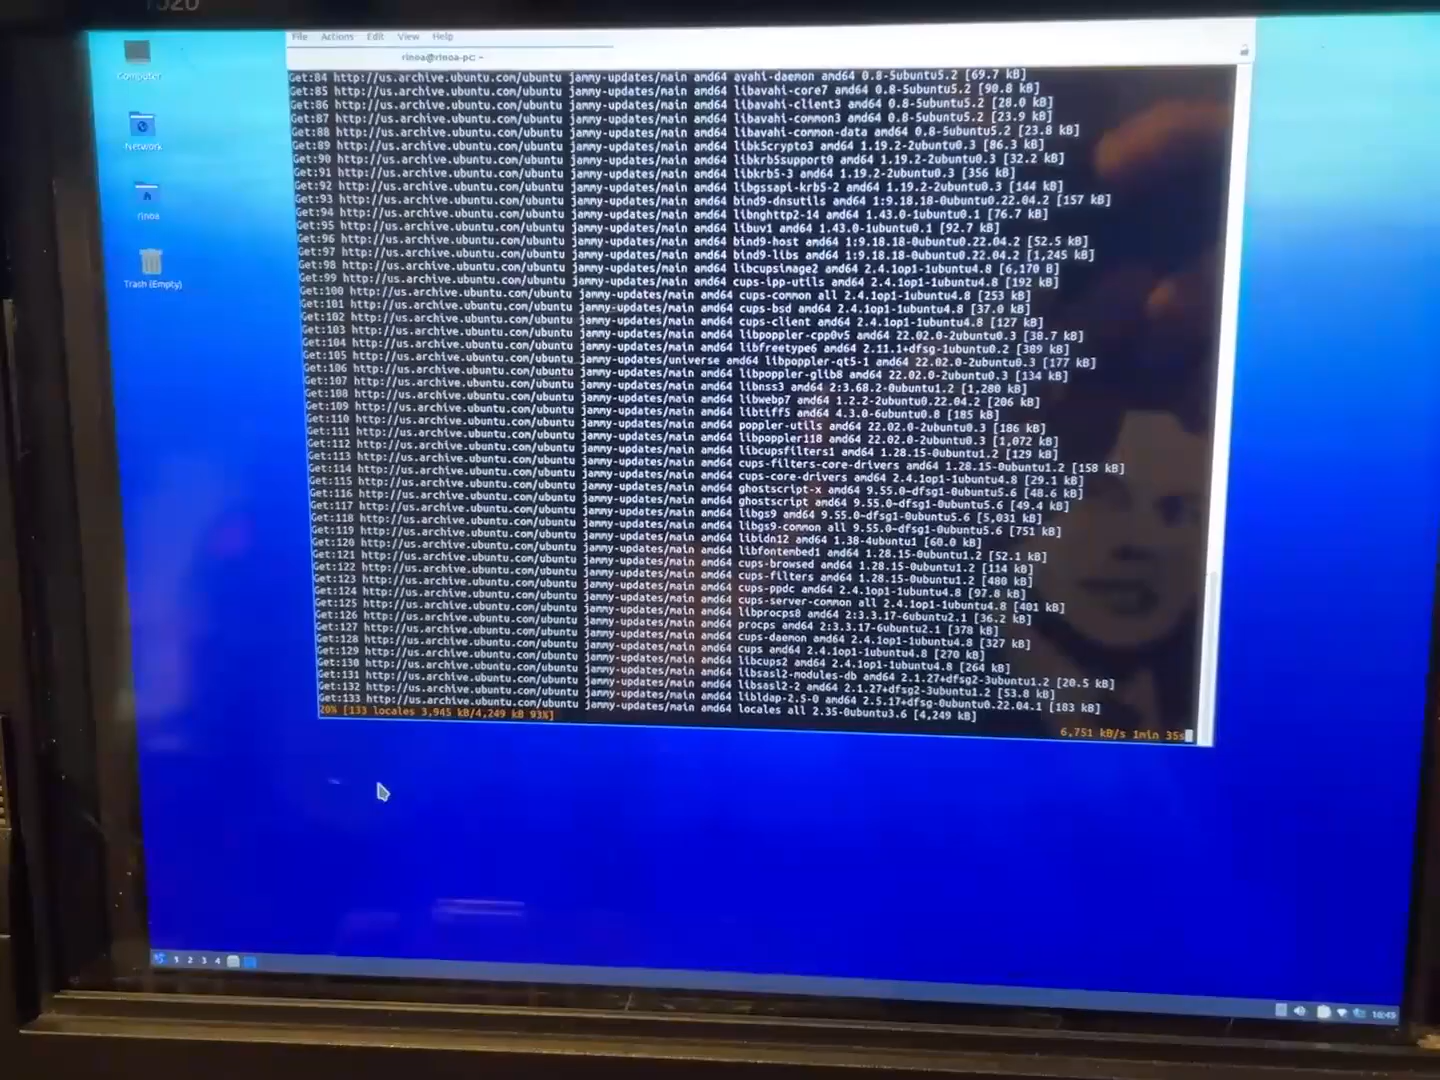 1520
File Actions Edit View Help
rinoa@rinoa-pc: ~
Computer
Network
rinoa
Trash (Empty)
Get:84 http://us.archive.ubuntu.com/ubuntu jammy-updates/main amd64 avahi-daemon amd64 0.8-5ubuntu5.2 [69.7 kB]
Get:85 http://us.archive.ubuntu.com/ubuntu jammy-updates/main amd64 libavahi-core7 amd64 0.8-5ubuntu5.2 [90.8 kB]
Get:86 http://us.archive.ubuntu.com/ubuntu jammy-updates/main amd64 libavahi-client3 amd64 0.8-5ubuntu5.2 [28.0 kB]
Get:87 http://us.archive.ubuntu.com/ubuntu jammy-updates/main amd64 libavahi-common3 amd64 0.8-5ubuntu5.2 [23.9 kB]
Get:88 http://us.archive.ubuntu.com/ubuntu jammy-updates/main amd64 libavahi-common-data amd64 0.8-5ubuntu5.2 [23.8 kB]
Get:89 http://us.archive.ubuntu.com/ubuntu jammy-updates/main amd64 libk5crypto3 amd64 1.19.2-2ubuntu0.3 [86.3 kB]
Get:90 http://us.archive.ubuntu.com/ubuntu jammy-updates/main amd64 libkrb5support0 amd64 1.19.2-2ubuntu0.3 [32.2 kB]
Get:91 http://us.archive.ubuntu.com/ubuntu jammy-updates/main amd64 libkrb5-3 amd64 1.19.2-2ubuntu0.3 [356 kB]
Get:92 http://us.archive.ubuntu.com/ubuntu jammy-updates/main amd64 libgssapi-krb5-2 amd64 1.19.2-2ubuntu0.3 [144 kB]
Get:93 http://us.archive.ubuntu.com/ubuntu jammy-updates/main amd64 bind9-dnsutils amd64 1:9.18.18-0ubuntu0.22.04.2 [157 kB]
Get:94 http://us.archive.ubuntu.com/ubuntu jammy-updates/main amd64 libnghttp2-14 amd64 1.43.0-1ubuntu0.1 [76.7 kB]
Get:95 http://us.archive.ubuntu.com/ubuntu jammy-updates/main amd64 libuv1 amd64 1.43.0-1ubuntu0.1 [92.7 kB]
Get:96 http://us.archive.ubuntu.com/ubuntu jammy-updates/main amd64 bind9-host amd64 1:9.18.18-0ubuntu0.22.04.2 [52.5 kB]
Get:97 http://us.archive.ubuntu.com/ubuntu jammy-updates/main amd64 bind9-libs amd64 1:9.18.18-0ubuntu0.22.04.2 [1,245 kB]
Get:98 http://us.archive.ubuntu.com/ubuntu jammy-updates/main amd64 libcupsimage2 amd64 2.4.1op1-1ubuntu4.8 [6,170 B]
Get:99 http://us.archive.ubuntu.com/ubuntu jammy-updates/main amd64 cups-ipp-utils amd64 2.4.1op1-1ubuntu4.8 [192 kB]
Get:100 http://us.archive.ubuntu.com/ubuntu jammy-updates/main amd64 cups-common all 2.4.1op1-1ubuntu4.8 [253 kB]
Get:101 http://us.archive.ubuntu.com/ubuntu jammy-updates/main amd64 cups-bsd amd64 2.4.1op1-1ubuntu4.8 [37.0 kB]
Get:102 http://us.archive.ubuntu.com/ubuntu jammy-updates/main amd64 cups-client amd64 2.4.1op1-1ubuntu4.8 [127 kB]
Get:103 http://us.archive.ubuntu.com/ubuntu jammy-updates/main amd64 libpoppler-cpp0v5 amd64 22.02.0-2ubuntu0.3 [38.7 kB]
Get:104 http://us.archive.ubuntu.com/ubuntu jammy-updates/main amd64 libfreetype6 amd64 2.11.1+dfsg-1ubuntu0.2 [389 kB]
Get:105 http://us.archive.ubuntu.com/ubuntu jammy-updates/universe amd64 libpoppler-qt5-1 amd64 22.02.0-2ubuntu0.3 [177 kB]
Get:106 http://us.archive.ubuntu.com/ubuntu jammy-updates/main amd64 libpoppler-glib8 amd64 22.02.0-2ubuntu0.3 [134 kB]
Get:107 http://us.archive.ubuntu.com/ubuntu jammy-updates/main amd64 libnss3 amd64 2:3.68.2-0ubuntu1.2 [1,280 kB]
Get:108 http://us.archive.ubuntu.com/ubuntu jammy-updates/main amd64 libwebp7 amd64 1.2.2-2ubuntu0.22.04.2 [206 kB]
Get:109 http://us.archive.ubuntu.com/ubuntu jammy-updates/main amd64 libtiff5 amd64 4.3.0-6ubuntu0.8 [185 kB]
Get:110 http://us.archive.ubuntu.com/ubuntu jammy-updates/main amd64 poppler-utils amd64 22.02.0-2ubuntu0.3 [186 kB]
Get:111 http://us.archive.ubuntu.com/ubuntu jammy-updates/main amd64 libpoppler118 amd64 22.02.0-2ubuntu0.3 [1,072 kB]
Get:112 http://us.archive.ubuntu.com/ubuntu jammy-updates/main amd64 libcupsfilters1 amd64 1.28.15-0ubuntu1.2 [129 kB]
Get:113 http://us.archive.ubuntu.com/ubuntu jammy-updates/main amd64 cups-filters-core-drivers amd64 1.28.15-0ubuntu1.2 [158 kB]
Get:114 http://us.archive.ubuntu.com/ubuntu jammy-updates/main amd64 cups-core-drivers amd64 2.4.1op1-1ubuntu4.8 [29.1 kB]
Get:115 http://us.archive.ubuntu.com/ubuntu jammy-updates/main amd64 ghostscript-x amd64 9.55.0~dfsg1-0ubuntu5.6 [48.6 kB]
Get:116 http://us.archive.ubuntu.com/ubuntu jammy-updates/main amd64 ghostscript amd64 9.55.0~dfsg1-0ubuntu5.6 [49.4 kB]
Get:117 http://us.archive.ubuntu.com/ubuntu jammy-updates/main amd64 libgs9 amd64 9.55.0~dfsg1-0ubuntu5.6 [5,031 kB]
Get:118 http://us.archive.ubuntu.com/ubuntu jammy-updates/main amd64 libgs9-common all 9.55.0~dfsg1-0ubuntu5.6 [751 kB]
Get:119 http://us.archive.ubuntu.com/ubuntu jammy-updates/main amd64 libidn12 amd64 1.38-4ubuntu1 [60.0 kB]
Get:120 http://us.archive.ubuntu.com/ubuntu jammy-updates/main amd64 libfontembed1 amd64 1.28.15-0ubuntu1.2 [52.1 kB]
Get:121 http://us.archive.ubuntu.com/ubuntu jammy-updates/main amd64 cups-browsed amd64 1.28.15-0ubuntu1.2 [114 kB]
Get:122 http://us.archive.ubuntu.com/ubuntu jammy-updates/main amd64 cups-filters amd64 1.28.15-0ubuntu1.2 [480 kB]
Get:123 http://us.archive.ubuntu.com/ubuntu jammy-updates/main amd64 cups-ppdc amd64 2.4.1op1-1ubuntu4.8 [97.8 kB]
Get:124 http://us.archive.ubuntu.com/ubuntu jammy-updates/main amd64 cups-server-common all 2.4.1op1-1ubuntu4.8 [401 kB]
Get:125 http://us.archive.ubuntu.com/ubuntu jammy-updates/main amd64 libprocps8 amd64 2:3.3.17-6ubuntu2.1 [36.2 kB]
Get:126 http://us.archive.ubuntu.com/ubuntu jammy-updates/main amd64 procps amd64 2:3.3.17-6ubuntu2.1 [378 kB]
Get:127 http://us.archive.ubuntu.com/ubuntu jammy-updates/main amd64 cups-daemon amd64 2.4.1op1-1ubuntu4.8 [327 kB]
Get:128 http://us.archive.ubuntu.com/ubuntu jammy-updates/main amd64 cups amd64 2.4.1op1-1ubuntu4.8 [270 kB]
Get:129 http://us.archive.ubuntu.com/ubuntu jammy-updates/main amd64 libcups2 amd64 2.4.1op1-1ubuntu4.8 [264 kB]
Get:130 http://us.archive.ubuntu.com/ubuntu jammy-updates/main amd64 libsasl2-modules-db amd64 2.1.27+dfsg2-3ubuntu1.2 [20.5 kB]
Get:131 http://us.archive.ubuntu.com/ubuntu jammy-updates/main amd64 libsasl2-2 amd64 2.1.27+dfsg2-3ubuntu1.2 [53.8 kB]
Get:132 http://us.archive.ubuntu.com/ubuntu jammy-updates/main amd64 libldap-2.5-0 amd64 2.5.17+dfsg-0ubuntu0.22.04.1 [183 kB]
Get:133 http://us.archive.ubuntu.com/ubuntu jammy-updates/main amd64 locales all 2.35-0ubuntu3.6 [4,249 kB]
20% [133 locales 3,945 kB/4,249 kB 93%]
6,751 kB/s 1min 35s
1 2 3 4